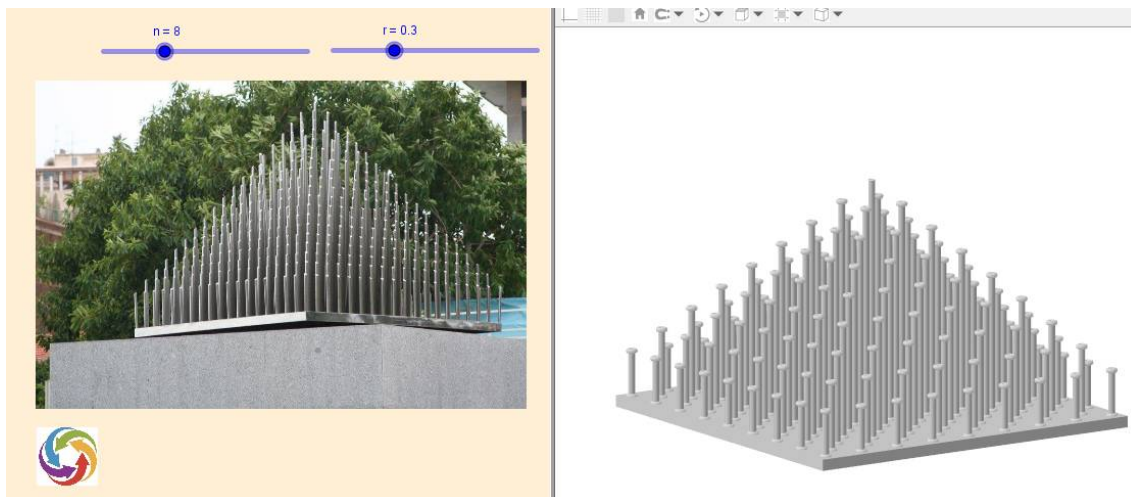 n = 8
r = 0.3